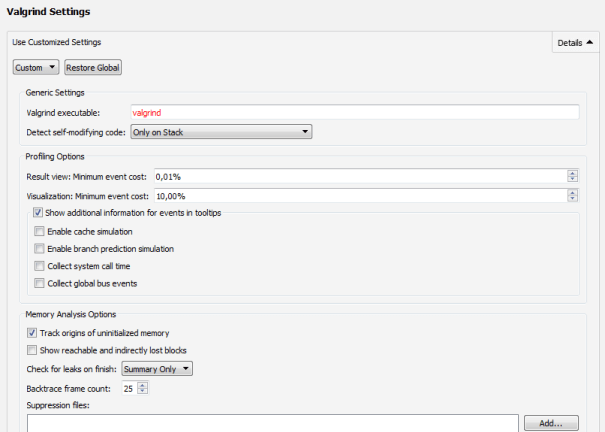 Valgrind Settings
Use Customized Settings
Details
Custom
Restore Global
Generic Settings
Valgrind executable: valgrind
Detect self-modifying code: Only on Stack
Profiling Options
Result view: Minimum event cost: 0,01%
Visualization: Minimum event cost: 10,00%
Show additional information for events in tooltips
Enable cache simulation
Enable branch prediction simulation
Collect system call time
Collect global bus events
Memory Analysis Options
Track origins of uninitialized memory
Show reachable and indirectly lost blocks
Check for leaks on finish: Summary Only
Backtrace frame count: 25
Suppression files:
Add...